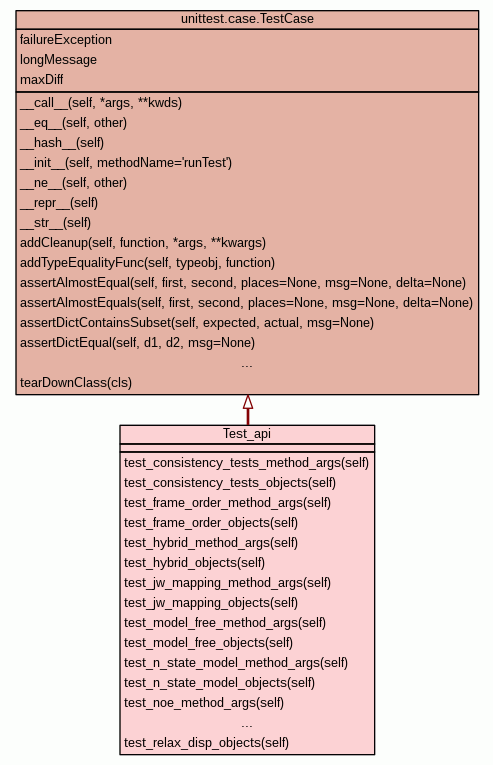 unittest.case.TestCase
failureException
longMessage
maxDiff
__call__(self, *args, **kwds)
__eq__(self, other)
__hash__(self)
__init__(self, methodName='runTest')
__ne__(self, other)
__repr__(self)
__str__(self)
addCleanup(self, function, *args, **kwargs)
addTypeEqualityFunc(self, typeobj, function)
assertAlmostEqual(self, first, second, places=None, msg=None, delta=None)
assertAlmostEquals(self, first, second, places=None, msg=None, delta=None)
assertDictContainsSubset(self, expected, actual, msg=None)
assertDictEqual(self, d1, d2, msg=None)
...
tearDownClass(cls)
Test_api
test_consistency_tests_method_args(self)
test_consistency_tests_objects(self)
test_frame_order_method_args(self)
test_frame_order_objects(self)
test_hybrid_method_args(self)
test_hybrid_objects(self)
test_jw_mapping_method_args(self)
test_jw_mapping_objects(self)
test_model_free_method_args(self)
test_model_free_objects(self)
test_n_state_model_method_args(self)
test_n_state_model_objects(self)
test_noe_method_args(self)
...
test_relax_disp_objects(self)